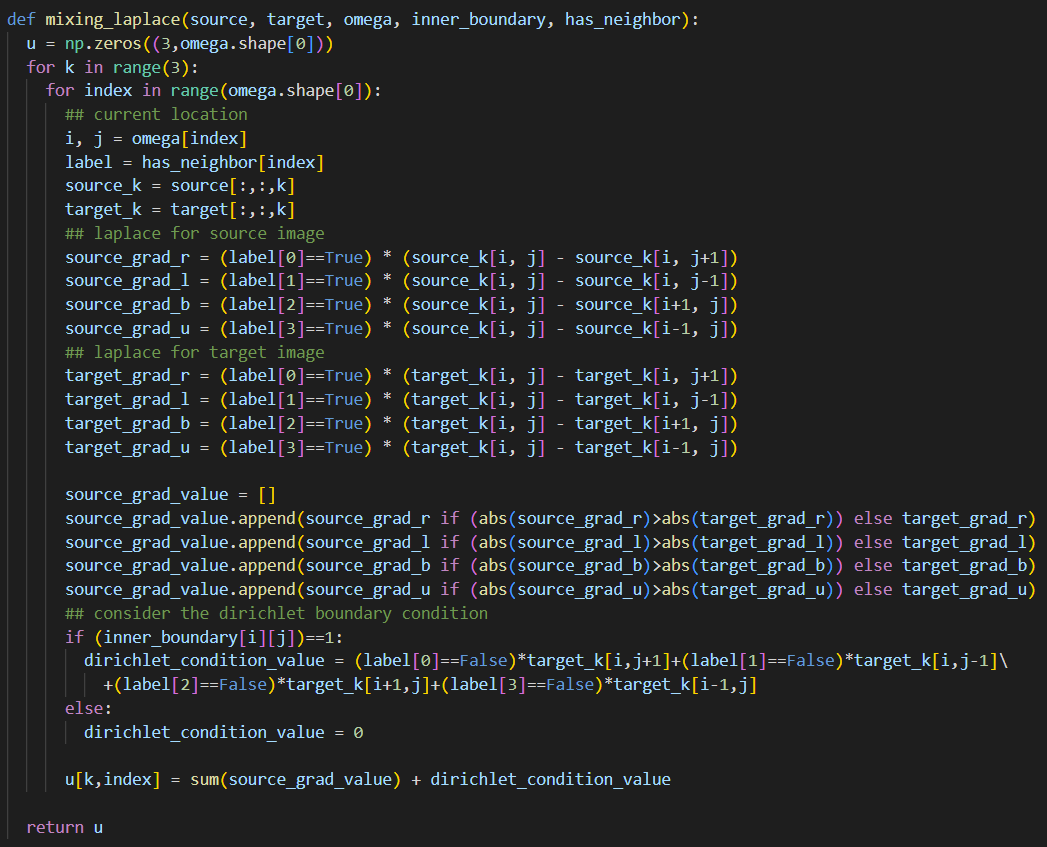 def mixing_laplace(source, target, omega, inner_boundary, has_neighbor):
  u = np.zeros((3,omega.shape[0]))
  for k in range(3):
    for index in range(omega.shape[0]):
      ## current location
      i, j = omega[index]
      label = has_neighbor[index]
      source_k = source[:,:,k]
      target_k = target[:,:,k]
      ## laplace for source image
      source_grad_r = (label[0]==True) * (source_k[i, j] - source_k[i, j+1])
      source_grad_l = (label[1]==True) * (source_k[i, j] - source_k[i, j-1])
      source_grad_b = (label[2]==True) * (source_k[i, j] - source_k[i+1, j])
      source_grad_u = (label[3]==True) * (source_k[i, j] - source_k[i-1, j])
      ## laplace for target image
      target_grad_r = (label[0]==True) * (target_k[i, j] - target_k[i, j+1])
      target_grad_l = (label[1]==True) * (target_k[i, j] - target_k[i, j-1])
      target_grad_b = (label[2]==True) * (target_k[i, j] - target_k[i+1, j])
      target_grad_u = (label[3]==True) * (target_k[i, j] - target_k[i-1, j])

      source_grad_value = []
      source_grad_value.append(source_grad_r if (abs(source_grad_r)>abs(target_grad_r)) else target_grad_r)
      source_grad_value.append(source_grad_l if (abs(source_grad_l)>abs(target_grad_l)) else target_grad_l)
      source_grad_value.append(source_grad_b if (abs(source_grad_b)>abs(target_grad_b)) else target_grad_b)
      source_grad_value.append(source_grad_u if (abs(source_grad_u)>abs(target_grad_u)) else target_grad_u)
      ## consider the dirichlet boundary condition
      if (inner_boundary[i][j])==1:
        dirichlet_condition_value = (label[0]==False)*target_k[i,j+1]+(label[1]==False)*target_k[i,j-1]\
          +(label[2]==False)*target_k[i+1,j]+(label[3]==False)*target_k[i-1,j]
      else:
        dirichlet_condition_value = 0

      u[k,index] = sum(source_grad_value) + dirichlet_condition_value

  return u